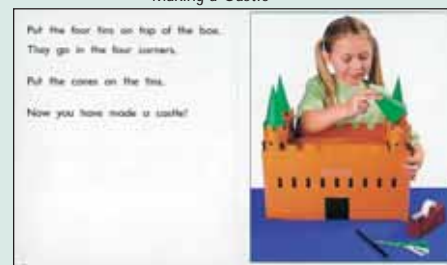 Making a Castle
Put the four tins on top of the box.
They go in the four corners.
Put the cones on the tins.
Now you have made a castle!